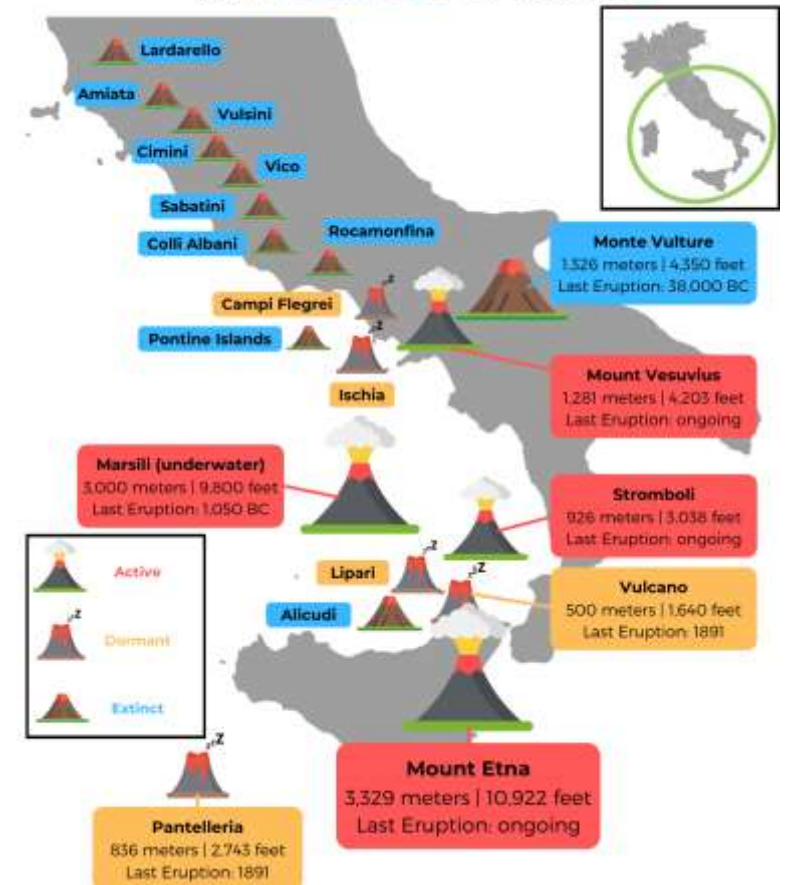 Lardarello
Amiata
Vulsini
Cimini
Vico
Sabatini
Colli Albani
Rocamonfina
Monte Vulture
1.326 meters | 4,350 feet
Last Eruption: 38,000 BC
Campi Flegrei
Pontine Islands
Ischia
Mount Vesuvius
1,281 meters | 4,203 feet
Last Eruption: ongoing
Marsili (underwater)
3,000 meters | 9,800 feet
Last Eruption: 1,050 BC
Stromboli
926 meters | 3,038 feet
Last Eruption: ongoing
Active
Dormant
Extinct
Lipari
Alicudi
Vulcano
500 meters | 1,640 feet
Last Eruption: 1891
Mount Etna
3,329 meters | 10,922 feet
Last Eruption: ongoing
Pantelleria
836 meters | 2,743 feet
Last Eruption: 1891